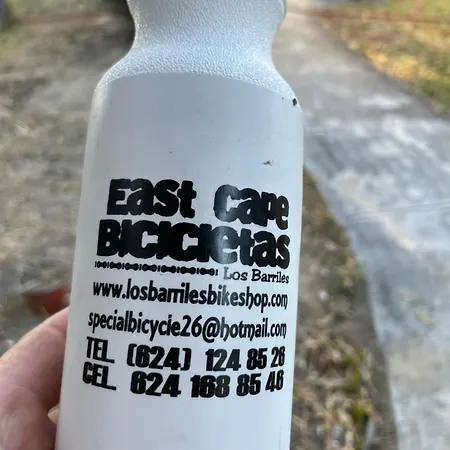 East Cape
BICICletas
Los Barriles
www.losbarrilesbikeshop.com
specialbicycle26@hotmail.com
TEL (624) 124 85 26
CEL 624 168 85 46